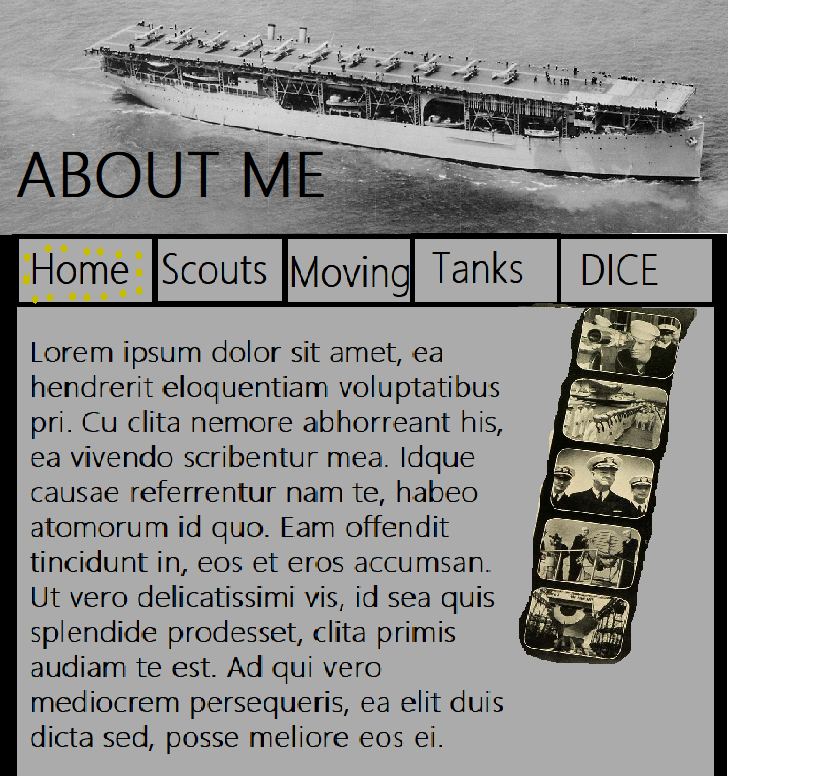 ABOUT ME
Home Scouts Moving Tanks DICE
Lorem ipsum dolor sit amet, ea
hendrerit eloquentiam voluptatibus
pri. Cu clita nemore abhorreant his,
ea vivendo scribentur mea. Idque
causae referrentur nam te, habeo
atomorum id quo. Eam offendit
tincidunt in, eos et eros accumsan.
Ut vero delicatissimi vis, id sea quis
splendide prodesset, clita primis
audiam te est. Ad qui vero
mediocrem persequeris, ea elit duis
dicta sed, posse meliore eos ei.